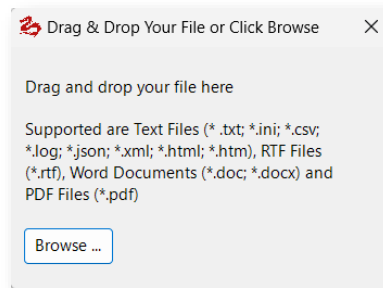 Drag & Drop Your File or Click Browse
Drag and drop your file here
Supported are Text Files (* .txt; *.ini; *.csv;
*.log; *.json; *.xml; *.html; *.htm), RTF Files
(*.rtf), Word Documents (*.doc; *.docx) and
PDF Files (*.pdf)
Browse ...